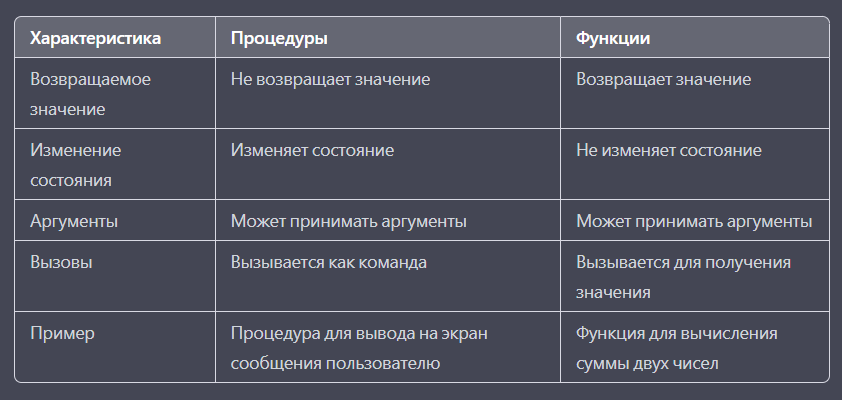 Характеристика Процедуры Функции
Возвращаемое значение Не возвращает значение Возвращает значение
Изменение состояния Изменяет состояние Не изменяет состояние
Аргументы Может принимать аргументы Может принимать аргументы
Вызовы Вызывается как команда Вызывается для получения значения
Пример Процедура для вывода на экран сообщения пользователю Функция для вычисления суммы двух чисел